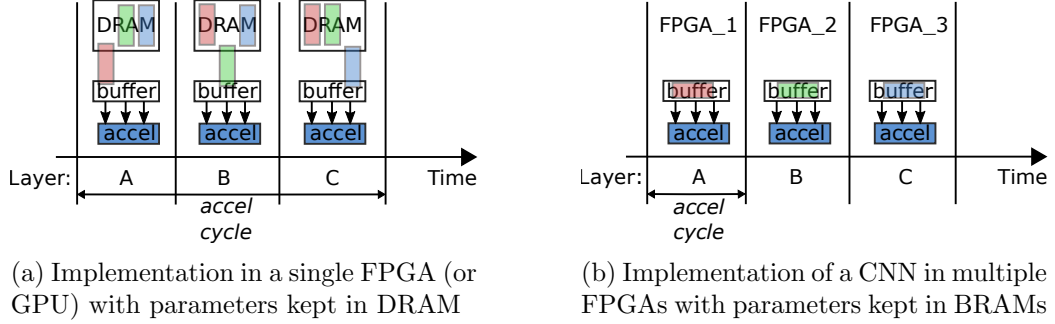 DRAM DRAM DRAM FPGA_1 FPGA_2 FPGA_3
buffer buffer buffer buffer buffer buffer
accel accel accel accel accel accel
Layer: A B C Time Layer: A B C Time
accel accel
cycle cycle
(a) Implementation in a single FPGA (or
GPU) with parameters kept in DRAM
(b) Implementation of a CNN in multiple
FPGAs with parameters kept in BRAMs